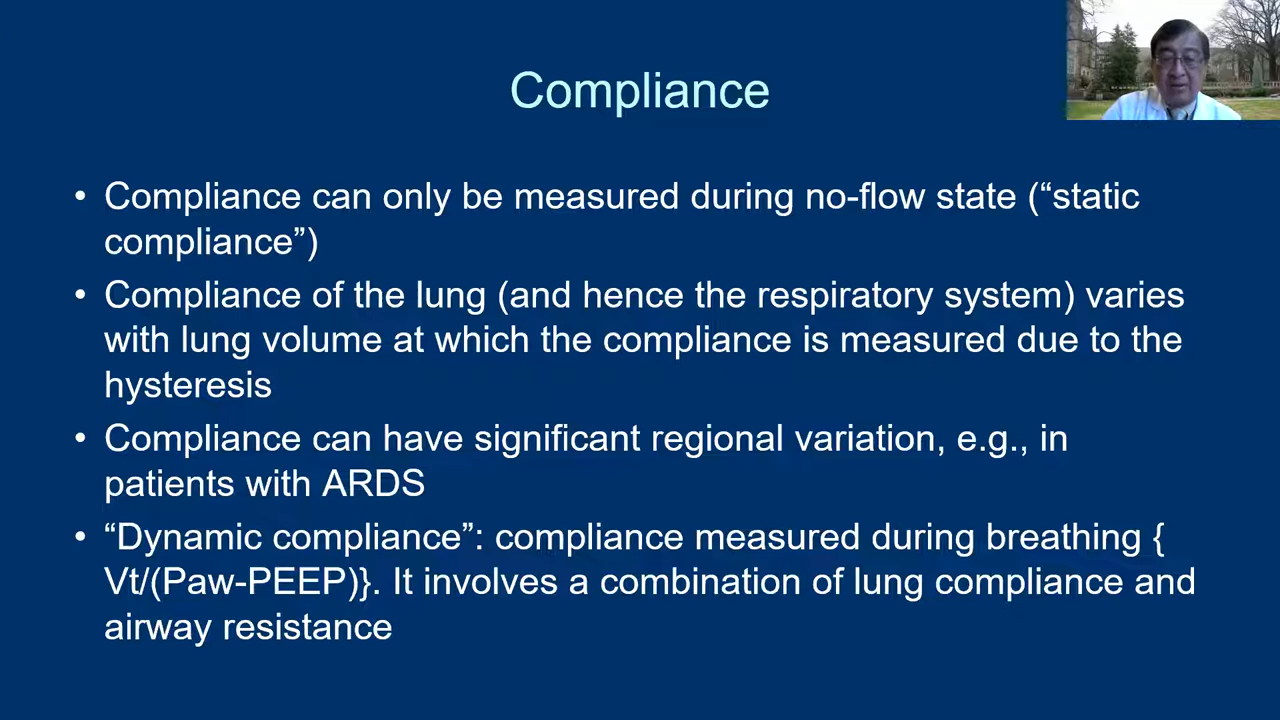 Compliance
• Compliance can only be measured during no-flow state (“static
compliance”)
• Compliance of the lung (and hence the respiratory system) varies
with lung volume at which the compliance is measured due to the
hysteresis
• Compliance can have significant regional variation, e.g., in
patients with ARDS
• “Dynamic compliance”: compliance measured during breathing {
Vt/(Paw-PEEP)}. It involves a combination of lung compliance and
airway resistance